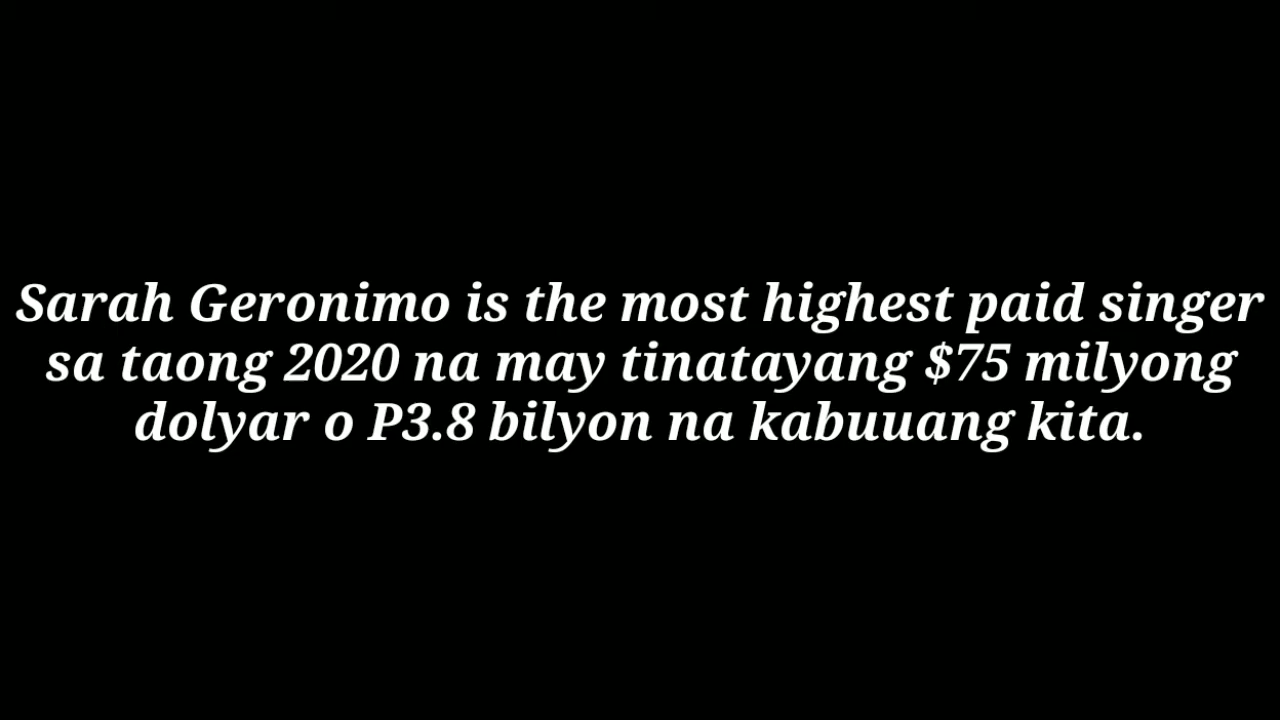 Sarah Geronimo is the most highest paid singer
sa taong 2020 na may tinatayang $75 milyong
dolyar o P3.8 bilyon na kabuuang kita.